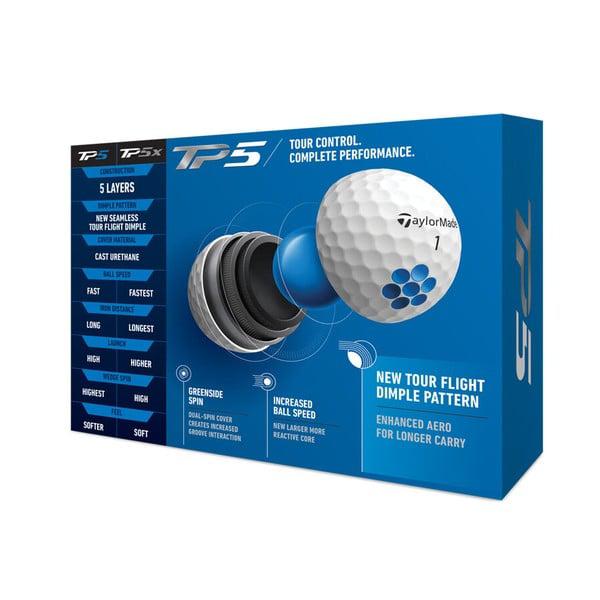 TP5 TP5x
CONSTRUCTION
5 LAYERS
DIMPLE PATTERN
NEW SEAMLESS
TOUR FLIGHT DIMPLE
COVER MATERIAL
CAST URETHANE
BALL SPEED
FAST FASTEST
IRON DISTANCE
LONG LONGEST
LAUNCH
HIGH HIGHER
WEDGE SPIN
HIGHEST HIGH
FEEL
SOFTER SOFT
TP5
TOUR CONTROL.
COMPLETE PERFORMANCE.
TaylorMade
1
GREENSIDE
SPIN
DUAL-SPIN COVER
CREATES INCREASED
GROOVE INTERACTION
INCREASED
BALL SPEED
NEW LARGER MORE
REACTIVE CORE
NEW TOUR FLIGHT
DIMPLE PATTERN
ENHANCED AERO
FOR LONGER CARRY
TP5